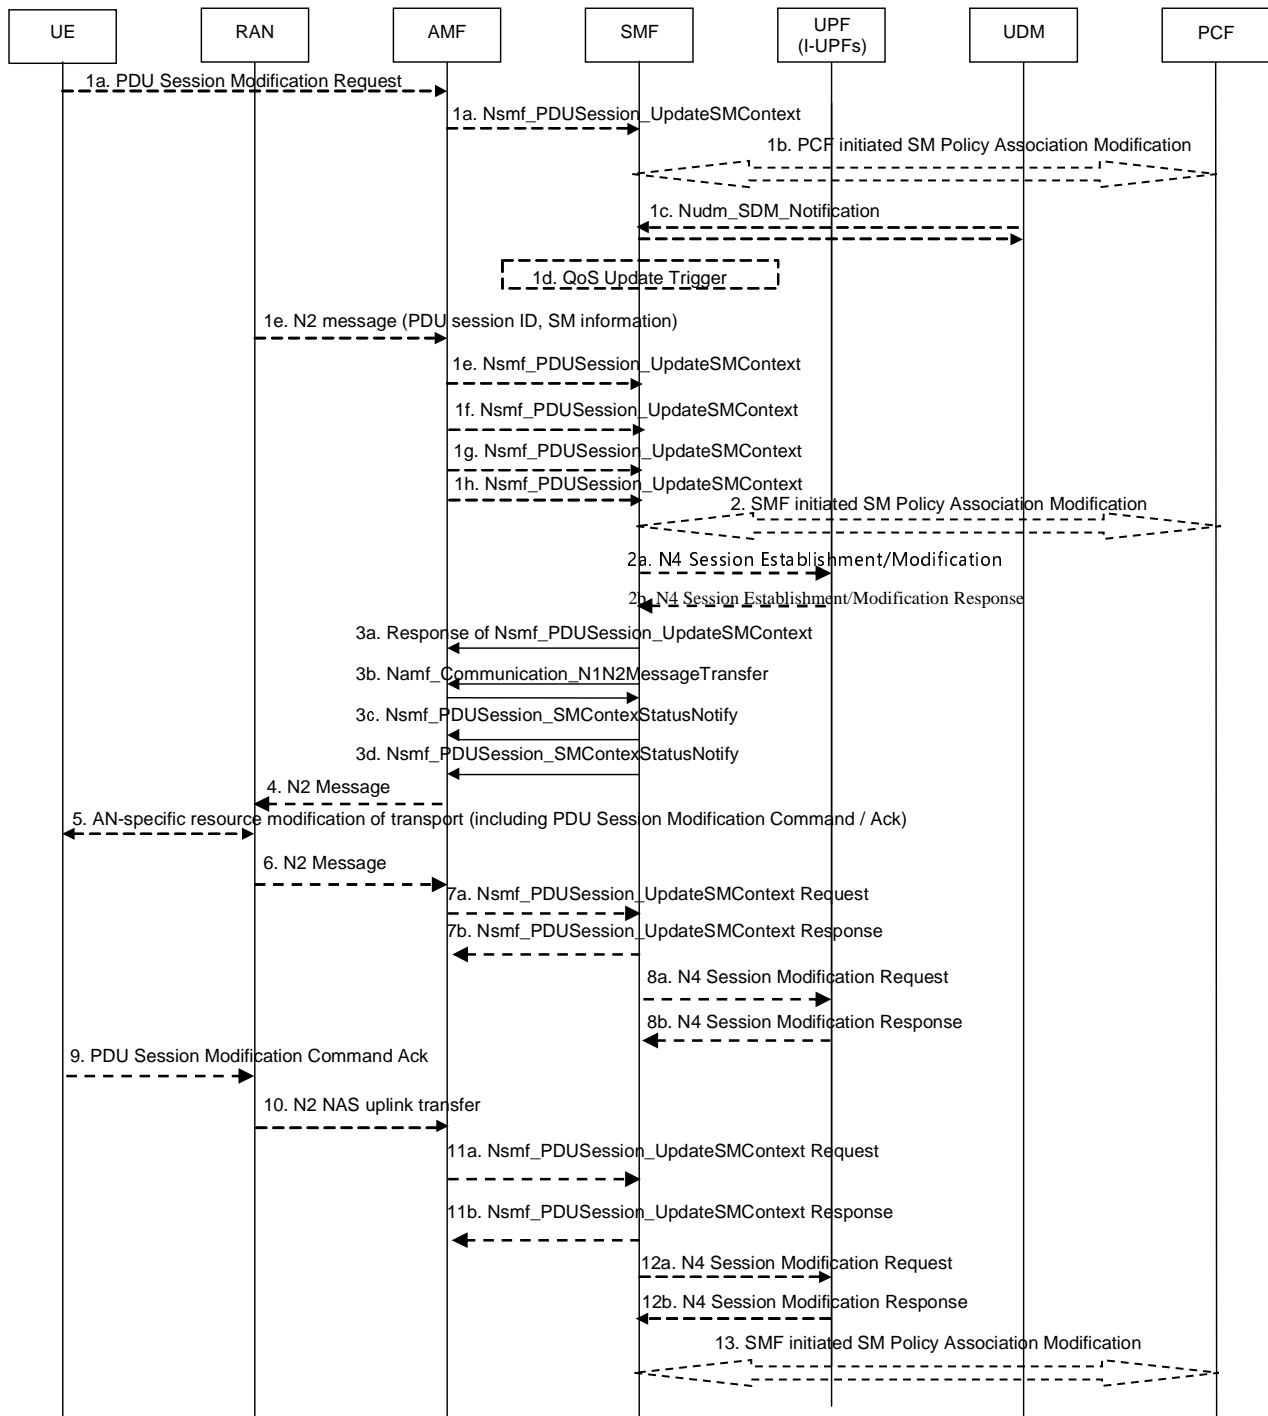 UE
RAN
AMF
SMF
UPF
(I-UPFs)
UDM
PCF
1a. PDU Session Modification Request
1a. Nsmf_PDUSession_UpdateSMContext
1b. PCF initiated SM Policy Association Modification
1c. Nudm_SDM_Notification
1d. QoS Update Trigger
1e. N2 message (PDU session ID, SM information)
1e. Nsmf_PDUSession_UpdateSMContext
1f. Nsmf_PDUSession_UpdateSMContext
1g. Nsmf_PDUSession_UpdateSMContext
1h. Nsmf_PDUSession_UpdateSMContext
2. SMF initiated SM Policy Association Modification
2a. N4 Session Establishment/Modification
2b. N4 Session Establishment/Modification Response
3a. Response of Nsmf_PDUSession_UpdateSMContext
3b. Namf_Communication_N1N2MessageTransfer
3c. Nsmf_PDUSession_SMContexStatusNotify
3d. Nsmf_PDUSession_SMContexStatusNotify
4. N2 Message
5. AN-specific resource modification of transport (including PDU Session Modification Command / Ack)
6. N2 Message
7a. Nsmf_PDUSession_UpdateSMContext Request
7b. Nsmf_PDUSession_UpdateSMContext Response
8a. N4 Session Modification Request
8b. N4 Session Modification Response
9. PDU Session Modification Command Ack
10. N2 NAS uplink transfer
11a. Nsmf_PDUSession_UpdateSMContext Request
11b. Nsmf_PDUSession_UpdateSMContext Response
12a. N4 Session Modification Request
12b. N4 Session Modification Response
13. SMF initiated SM Policy Association Modification